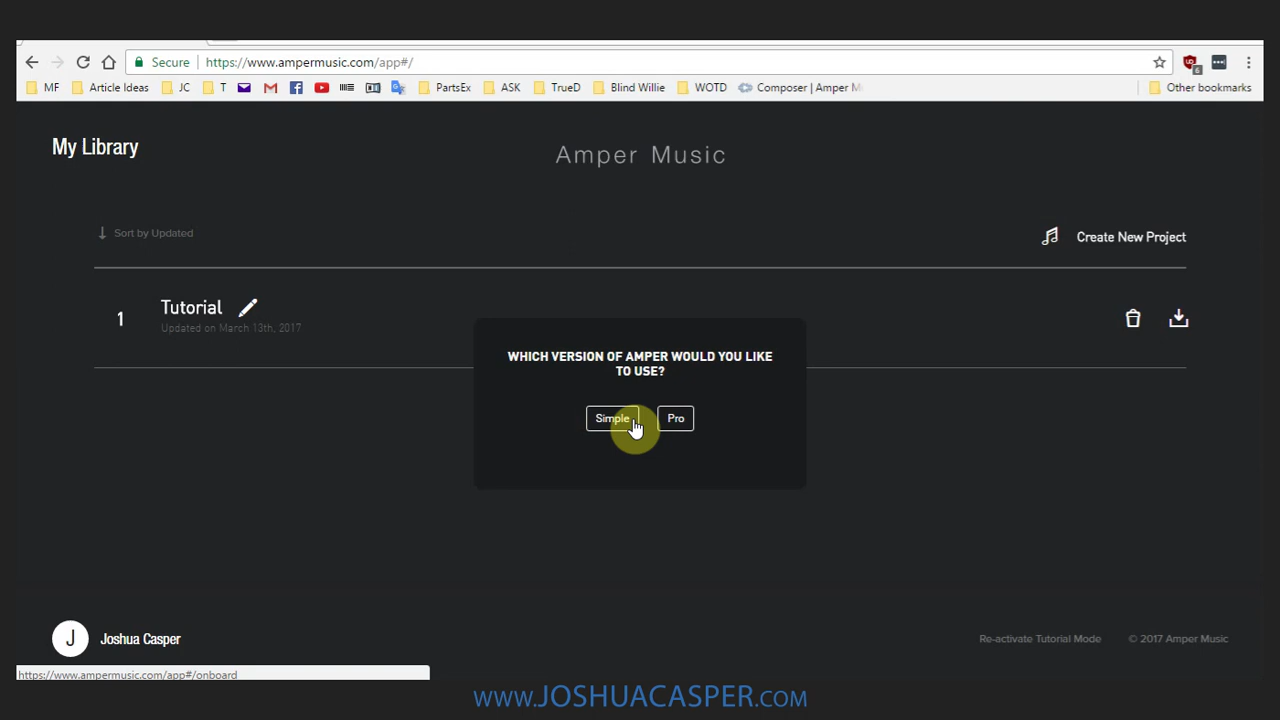 Secure https://www.ampermusic.com/app#/
6
MF Article Ideas JC T PartsEx ASK TrueD Blind Willie WOTD Composer | Amper Other bookmarks
My Library
Amper Music
Sort by Updated
Create New Project
1 Tutorial
Updated on March 13th, 2017
WHICH VERSION OF AMPER WOULD YOU LIKE
TO USE?
Simple Pro
J Joshua Casper
Re-activate Tutorial Mode © 2017 Amper Music
https://www.ampermusic.com/app#/onboard
WWW.JOSHUACASPER.COM